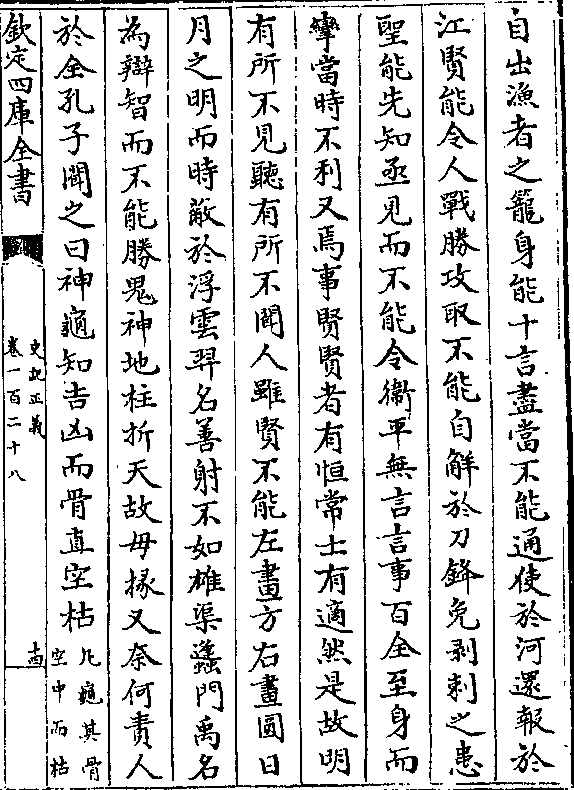 自出漁者之籠身能十言盡當不能通使於河還報於
江賢能令人戰勝攻取不能自解於刀鋒免剥刺之患
聖能先知亟見而不能令衞平無言言事百全至身而
攣當時不利又焉事賢賢者有恒常士有適然是故明
有所不見聽有所不聞人雖賢不能左畫方右畫圓日
月之明而時蔽於浮雲羿名善射不如雄渠蠭門禹名
為辯智而不能勝鬼神地柱折天故毋椽又奈何責人
於全孔子聞之曰神龜知吉凶而骨直空枯
凡龜其骨
空中而枯
欽定四庫全書
史記正義
卷一百二十八
十四